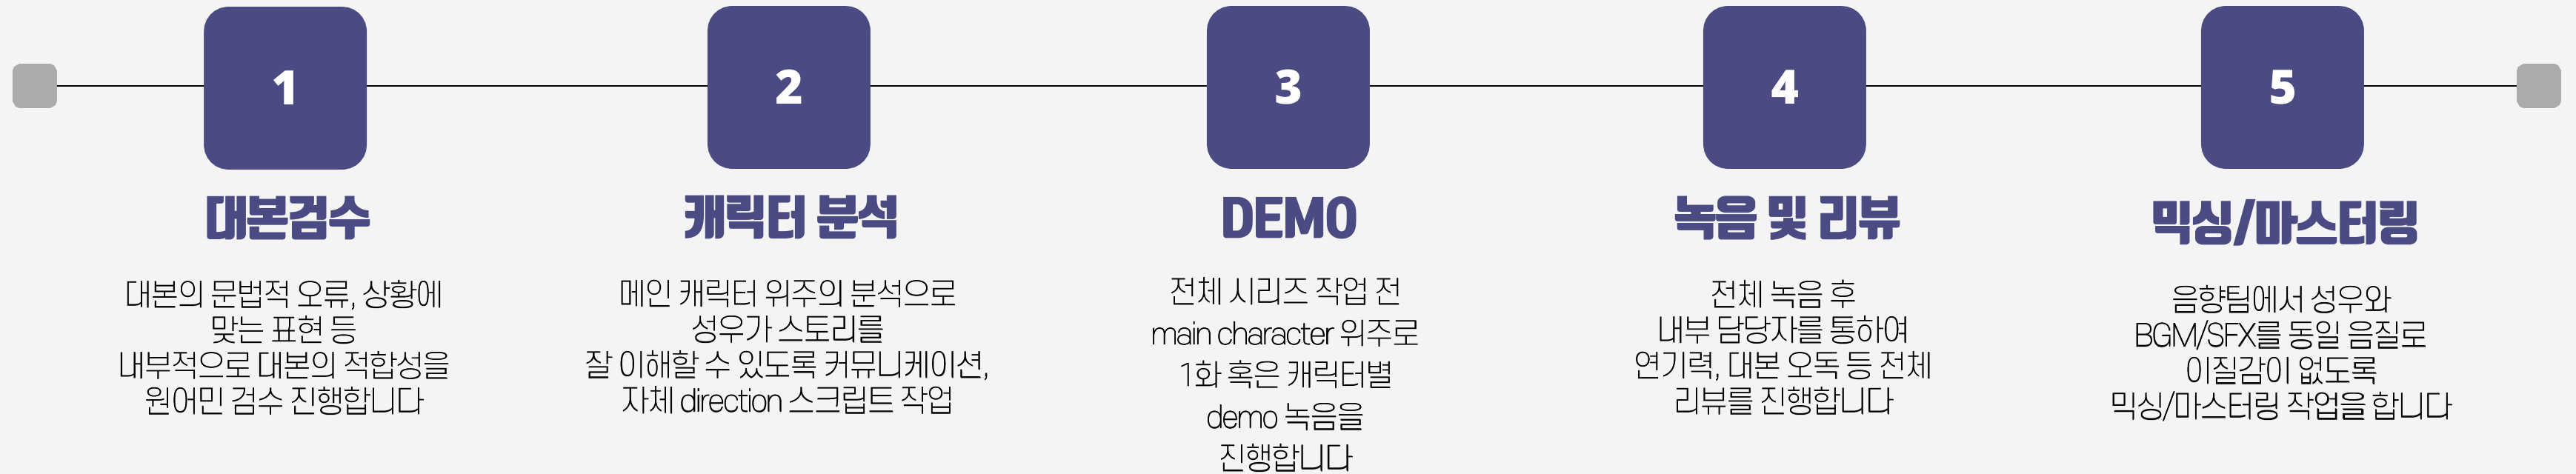 1
대본검수
대본의 문법적 오류, 상황에
맞는 표현 등
내부적으로 대본의 적합성을
원어민 검수 진행합니다
2
캐릭터 분석
메인 캐릭터 위주의 분석으로
성우가 스토리를
잘 이해할 수 있도록 커뮤니케이션,
자체 direction 스크립트 작업
3
DEMO
전체 시리즈 작업 전
main character 위주로
1화 혹은 캐릭터별
demo 녹음을
진행합니다
4
녹음 및 리뷰
전체 녹음 후
내부 담당자를 통하여
연기력, 대본 오독 등 전체
리뷰를 진행합니다
5
믹싱/마스터링
음향팀에서 성우와
BGM/SFX를 동일 음질로
이질감이 없도록
믹싱/마스터링 작업을 합니다